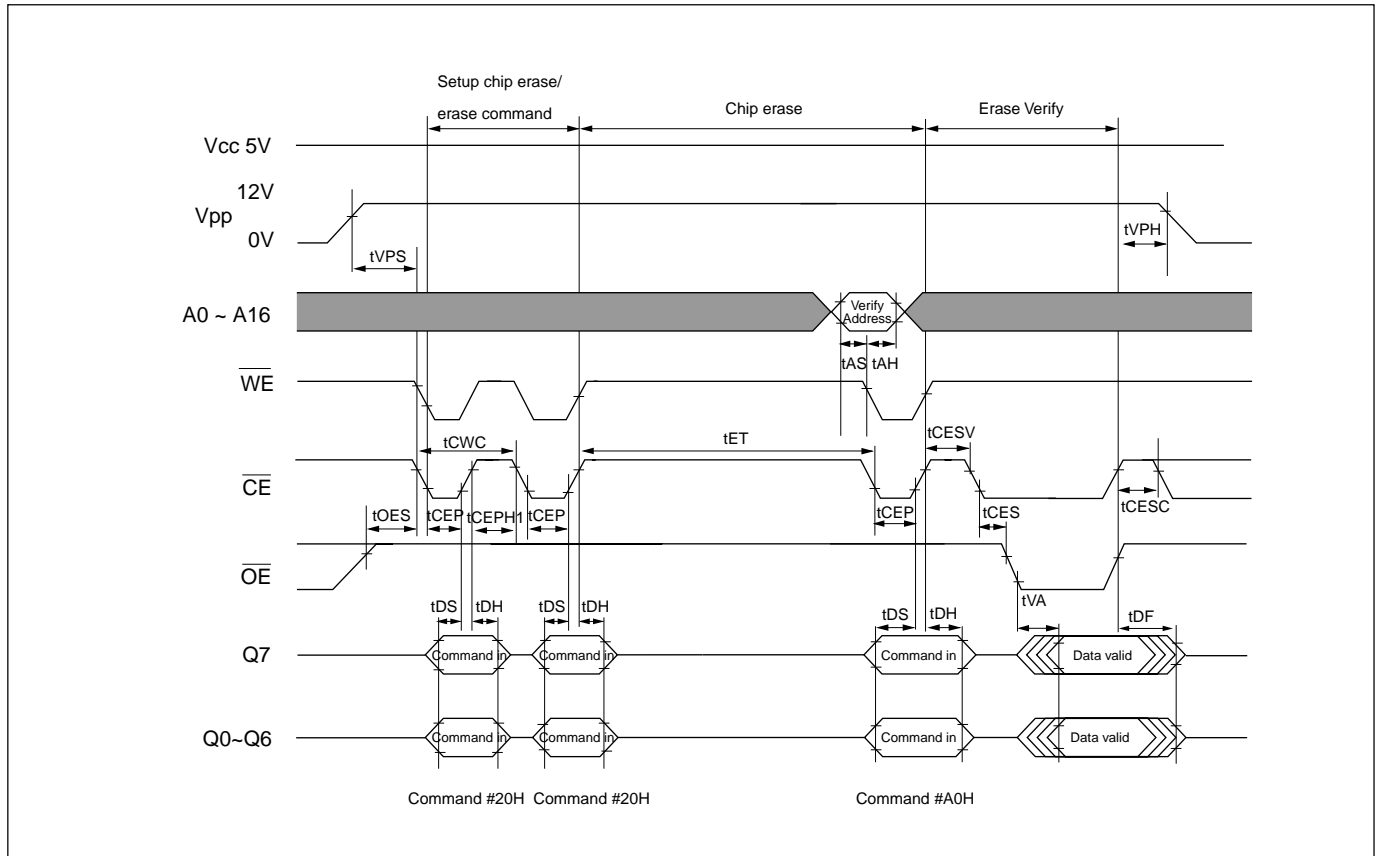 Setup chip erase/
erase command
Chip erase
Erase Verify
Vcc 5V
12V
Vpp
0V
tVPS
tVPH
A0 ~ A16
Verify
Address
tAS
tAH
WE
tCWC
tET
tCESV
CE
tOES
tCEP
tCEPH1
tCEP
tCEP
tCES
tCESC
OE
tVA
tDS
tDH
tDS
tDH
tDS
tDH
tDF
Q7
Command in
Command in
Command in
Data valid
Q0~Q6
Command in
Command in
Command in
Data valid
Command #20H
Command #20H
Command #A0H